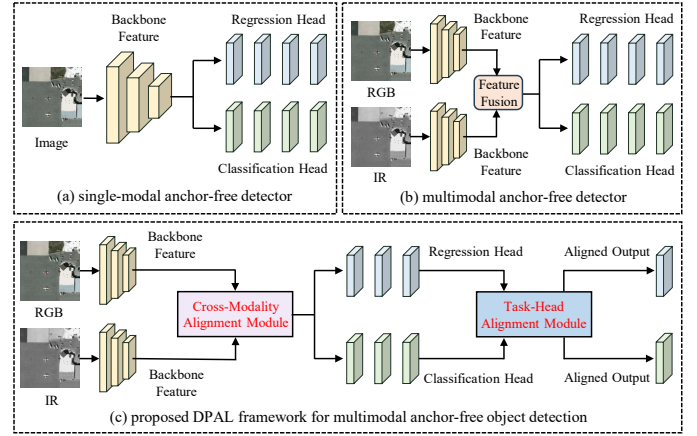 Backbone
Feature
Regression Head
Image
Classification Head
(a) single-modal anchor-free detector
Backbone
Feature
Regression Head
RGB
Feature
Fusion
IR
Backbone
Feature
Classification Head
(b) multimodal anchor-free detector
Backbone
Feature
Regression Head
Aligned Output
RGB
Cross-Modality
Alignment Module
Task-Head
Alignment Module
IR
Backbone
Feature
Classification Head
Aligned Output
(c) proposed DPAL framework for multimodal anchor-free object detection